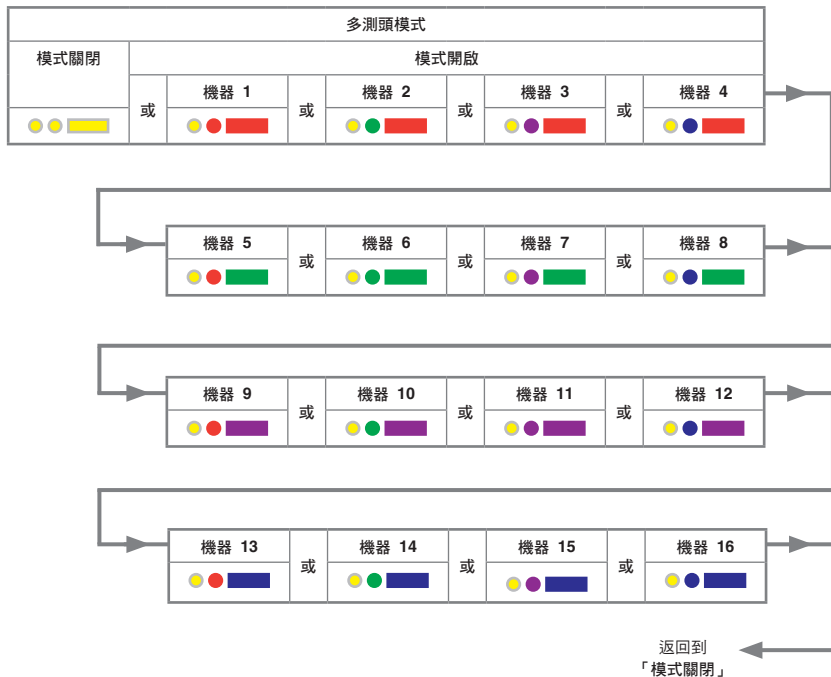 多測頭模式
模式關閉
模式開啟
或
機器 1
或
機器 2
或
機器 3
或
機器 4
機器 5
或
機器 6
或
機器 7
或
機器 8
機器 9
或
機器 10
或
機器 11
或
機器 12
機器 13
或
機器 14
或
機器 15
或
機器 16
返回到
「模式關閉」